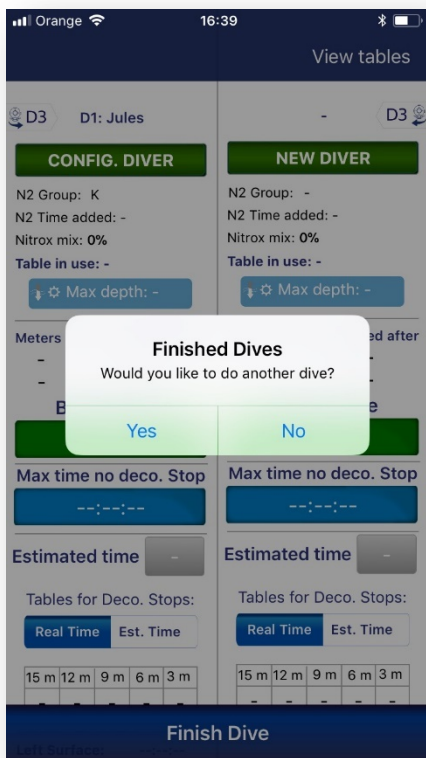 Orange 16:39
View tables
D3 D1: Jules - D3
CONFIG. DIVER NEW DIVER
N2 Group: K N2 Group: -
N2 Time added: - N2 Time added: -
Nitrox mix: 0% Nitrox mix: 0%
Table in use: - Table in use: -
Max depth: - Max depth: -
Meters ed after
- -
- -
Finished Dives
Would you like to do another dive?
Yes No
B e
Max time no deco. Stop Max time no deco. Stop
--:--:-- --:--:--
Estimated time - Estimated time -
Tables for Deco. Stops: Tables for Deco. Stops:
Real Time Est. Time Real Time Est. Time
15 m 12 m 9 m 6 m 3 m 15 m 12 m 9 m 6 m 3 m
- - - - - - - - - -
Finish Dive
Left Surface: --:--:--